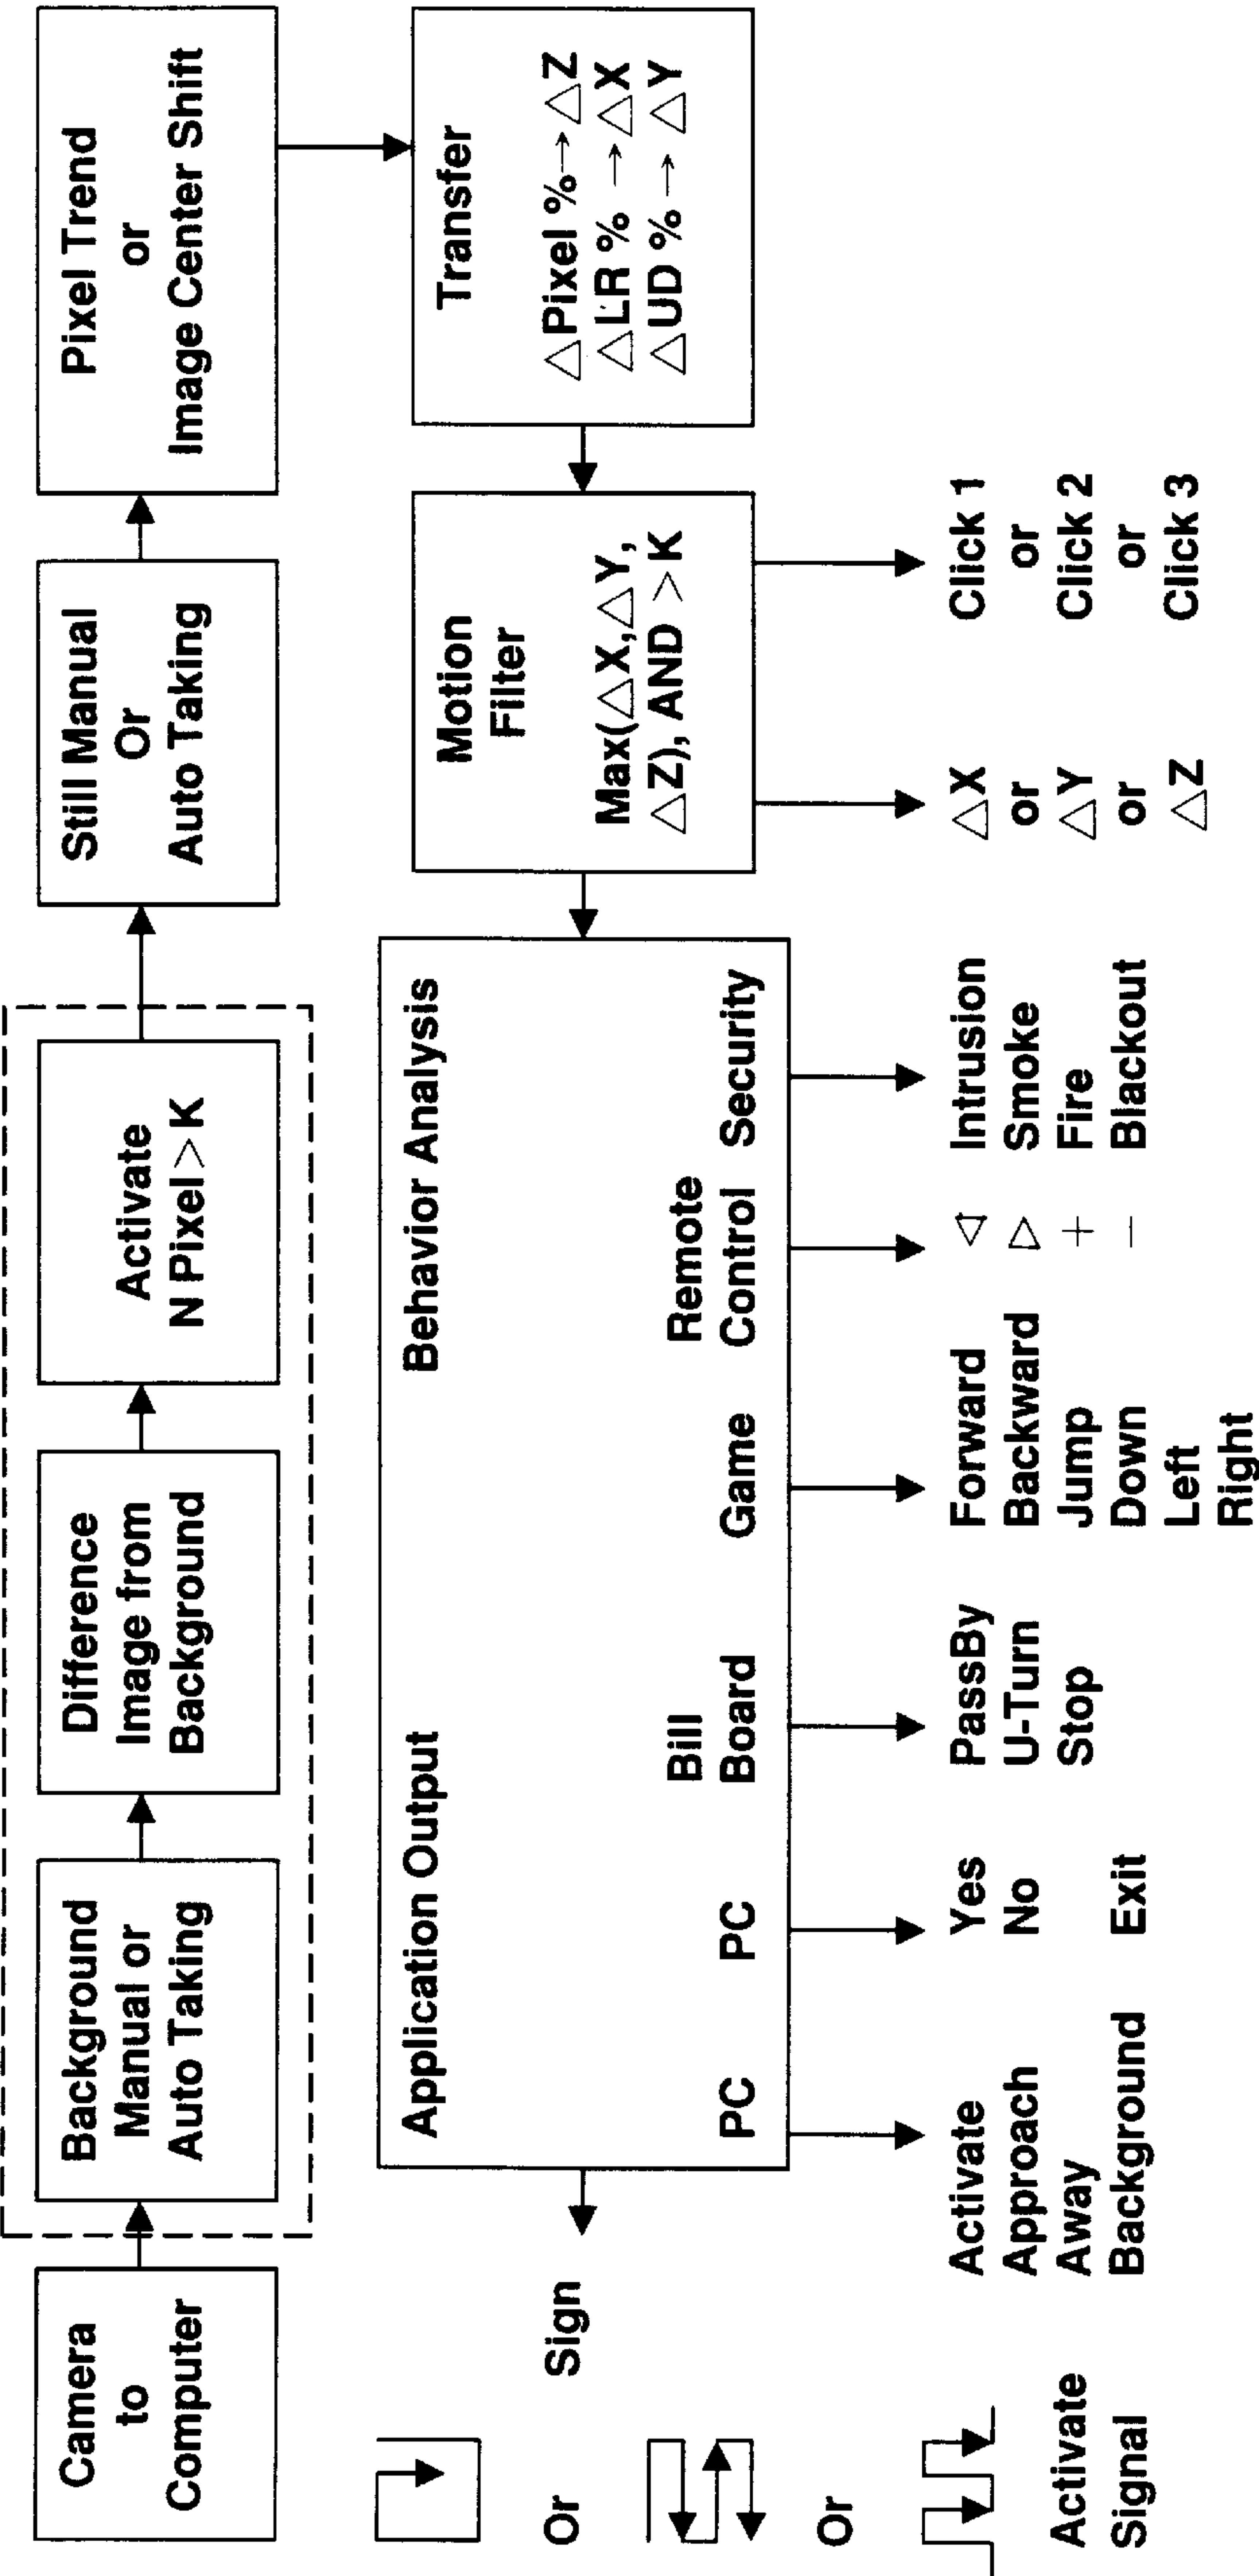 Camera
to
Computer
Background
Manual or
Auto Taking
Difference
Image from
Background
Activate
N Pixel>K
Still Manual
Or
Auto Taking
Pixel Trend
or
Image Center Shift
Transfer
△Pixel %→△Z
△LR % →△X
△UD %→ △Y
Motion
Filter
Max(△X,△Y,
△Z), AND >K
Click 1
or
Click 2
or
Click 3
△X
or
△Y
or
△Z
Application Output
Behavior Analysis
PC
PC
Bill
Board
Game
Remote
Control
Security
Activate
Approach
Away
Background
Yes
No
Exit
PassBy
U-Turn
Stop
Forward
Backward
Jump
Down
Left
Right
◁
▷
+
−
Intrusion
Smoke
Fire
Blackout
Sign
Or
Or
Activate
Signal